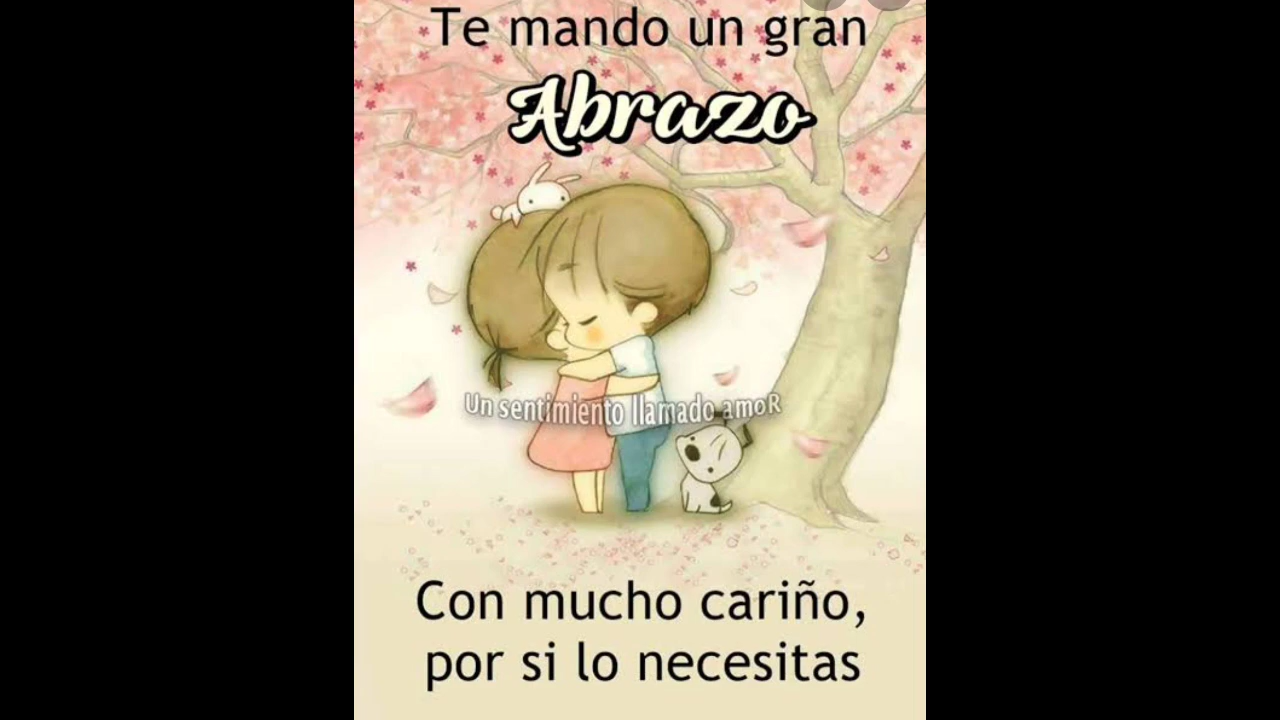 Te mando un gran
Abrazo
Un sentimiento llamado amoR
Con mucho cariño,
por si lo necesitas